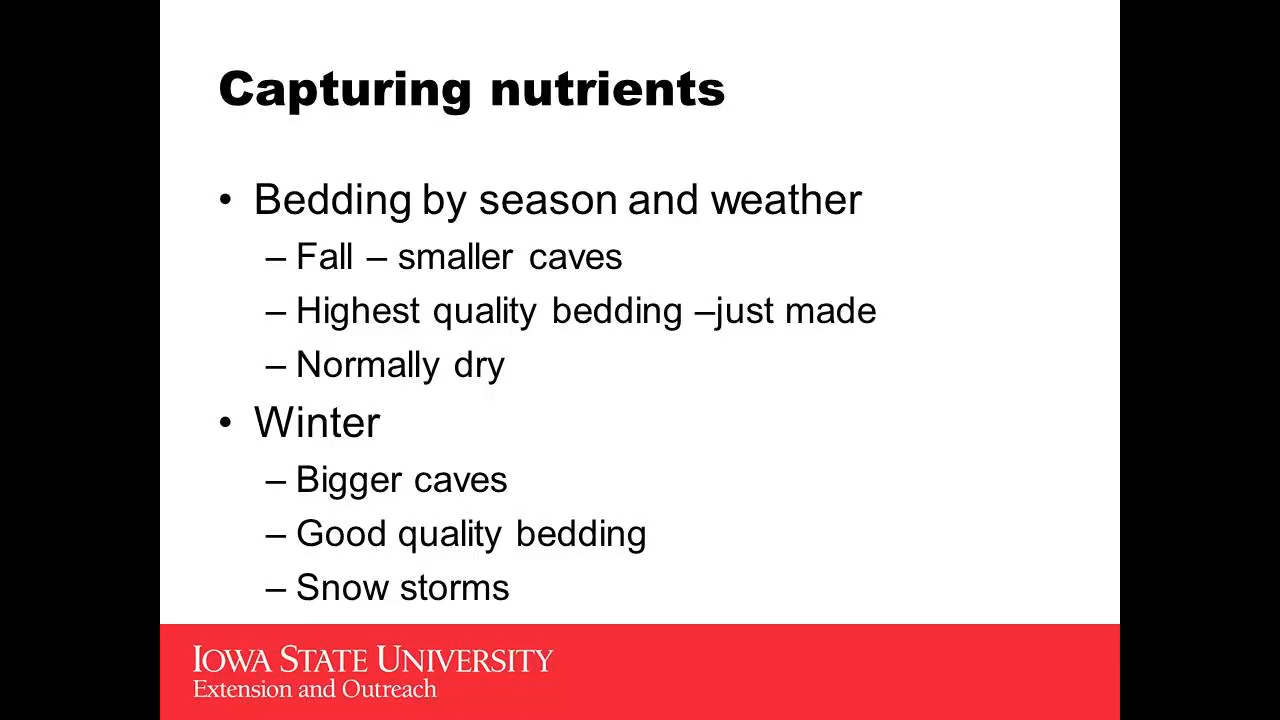 Capturing nutrients
• Bedding by season and weather
– Fall – smaller caves
– Highest quality bedding –just made
– Normally dry
• Winter
– Bigger caves
– Good quality bedding
– Snow storms
IOWA STATE UNIVERSITY
Extension and Outreach